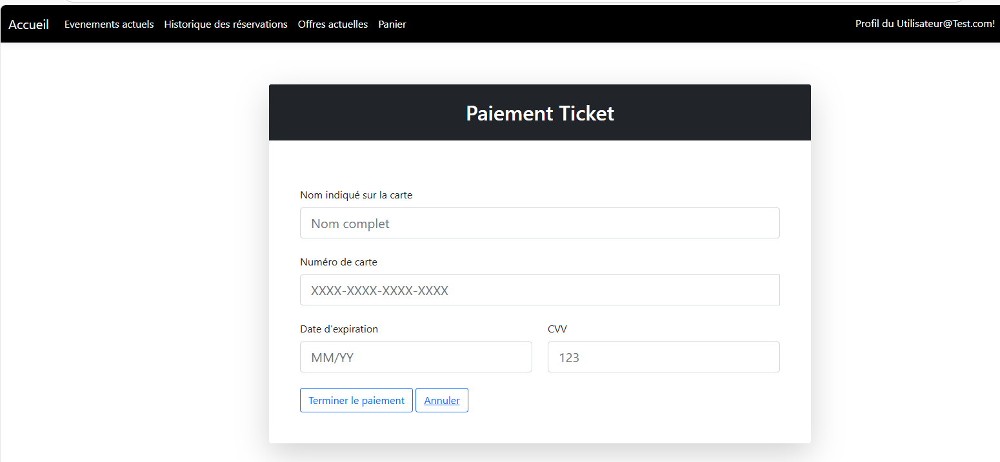 Accueil Evenements actuels Historique des réservations Offres actuelles Panier Profil du Utilisateur@Test.com!
Paiement Ticket
Nom indiqué sur la carte
Nom complet
Numéro de carte
XXXX-XXXX-XXXX-XXXX
Date d'expiration CVV
MM/YY 123
Terminer le paiement Annuler